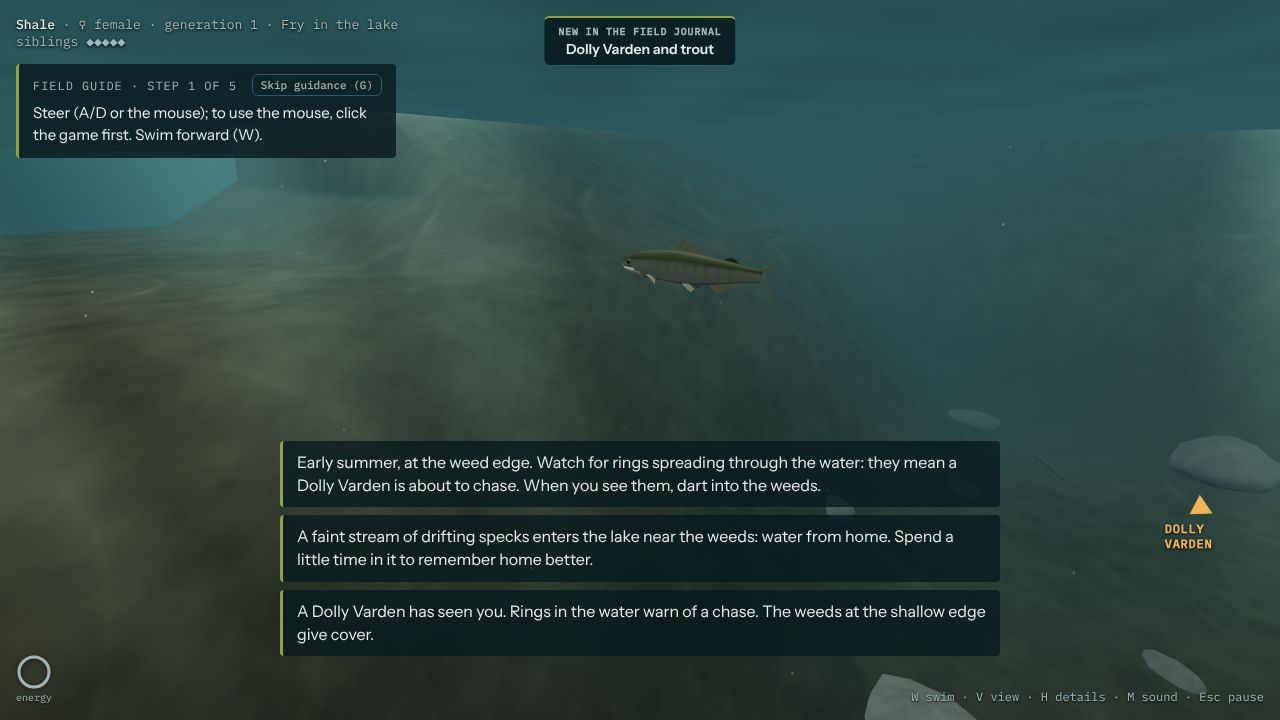 Shale · ♀ female · generation 1 · Fry in the lake
siblings ◆◆◆◆◆
NEW IN THE FIELD JOURNAL
Dolly Varden and trout
FIELD GUIDE · STEP 1 OF 5
Skip guidance (G)
Steer (A/D or the mouse); to use the mouse, click
the game first. Swim forward (W).
Early summer, at the weed edge. Watch for rings spreading through the water: they mean a
Dolly Varden is about to chase. When you see them, dart into the weeds.
A faint stream of drifting specks enters the lake near the weeds: water from home. Spend a
little time in it to remember home better.
A Dolly Varden has seen you. Rings in the water warn of a chase. The weeds at the shallow edge
give cover.
DOLLY
VARDEN
energy
W swim · V view · H details · M sound · Esc pause